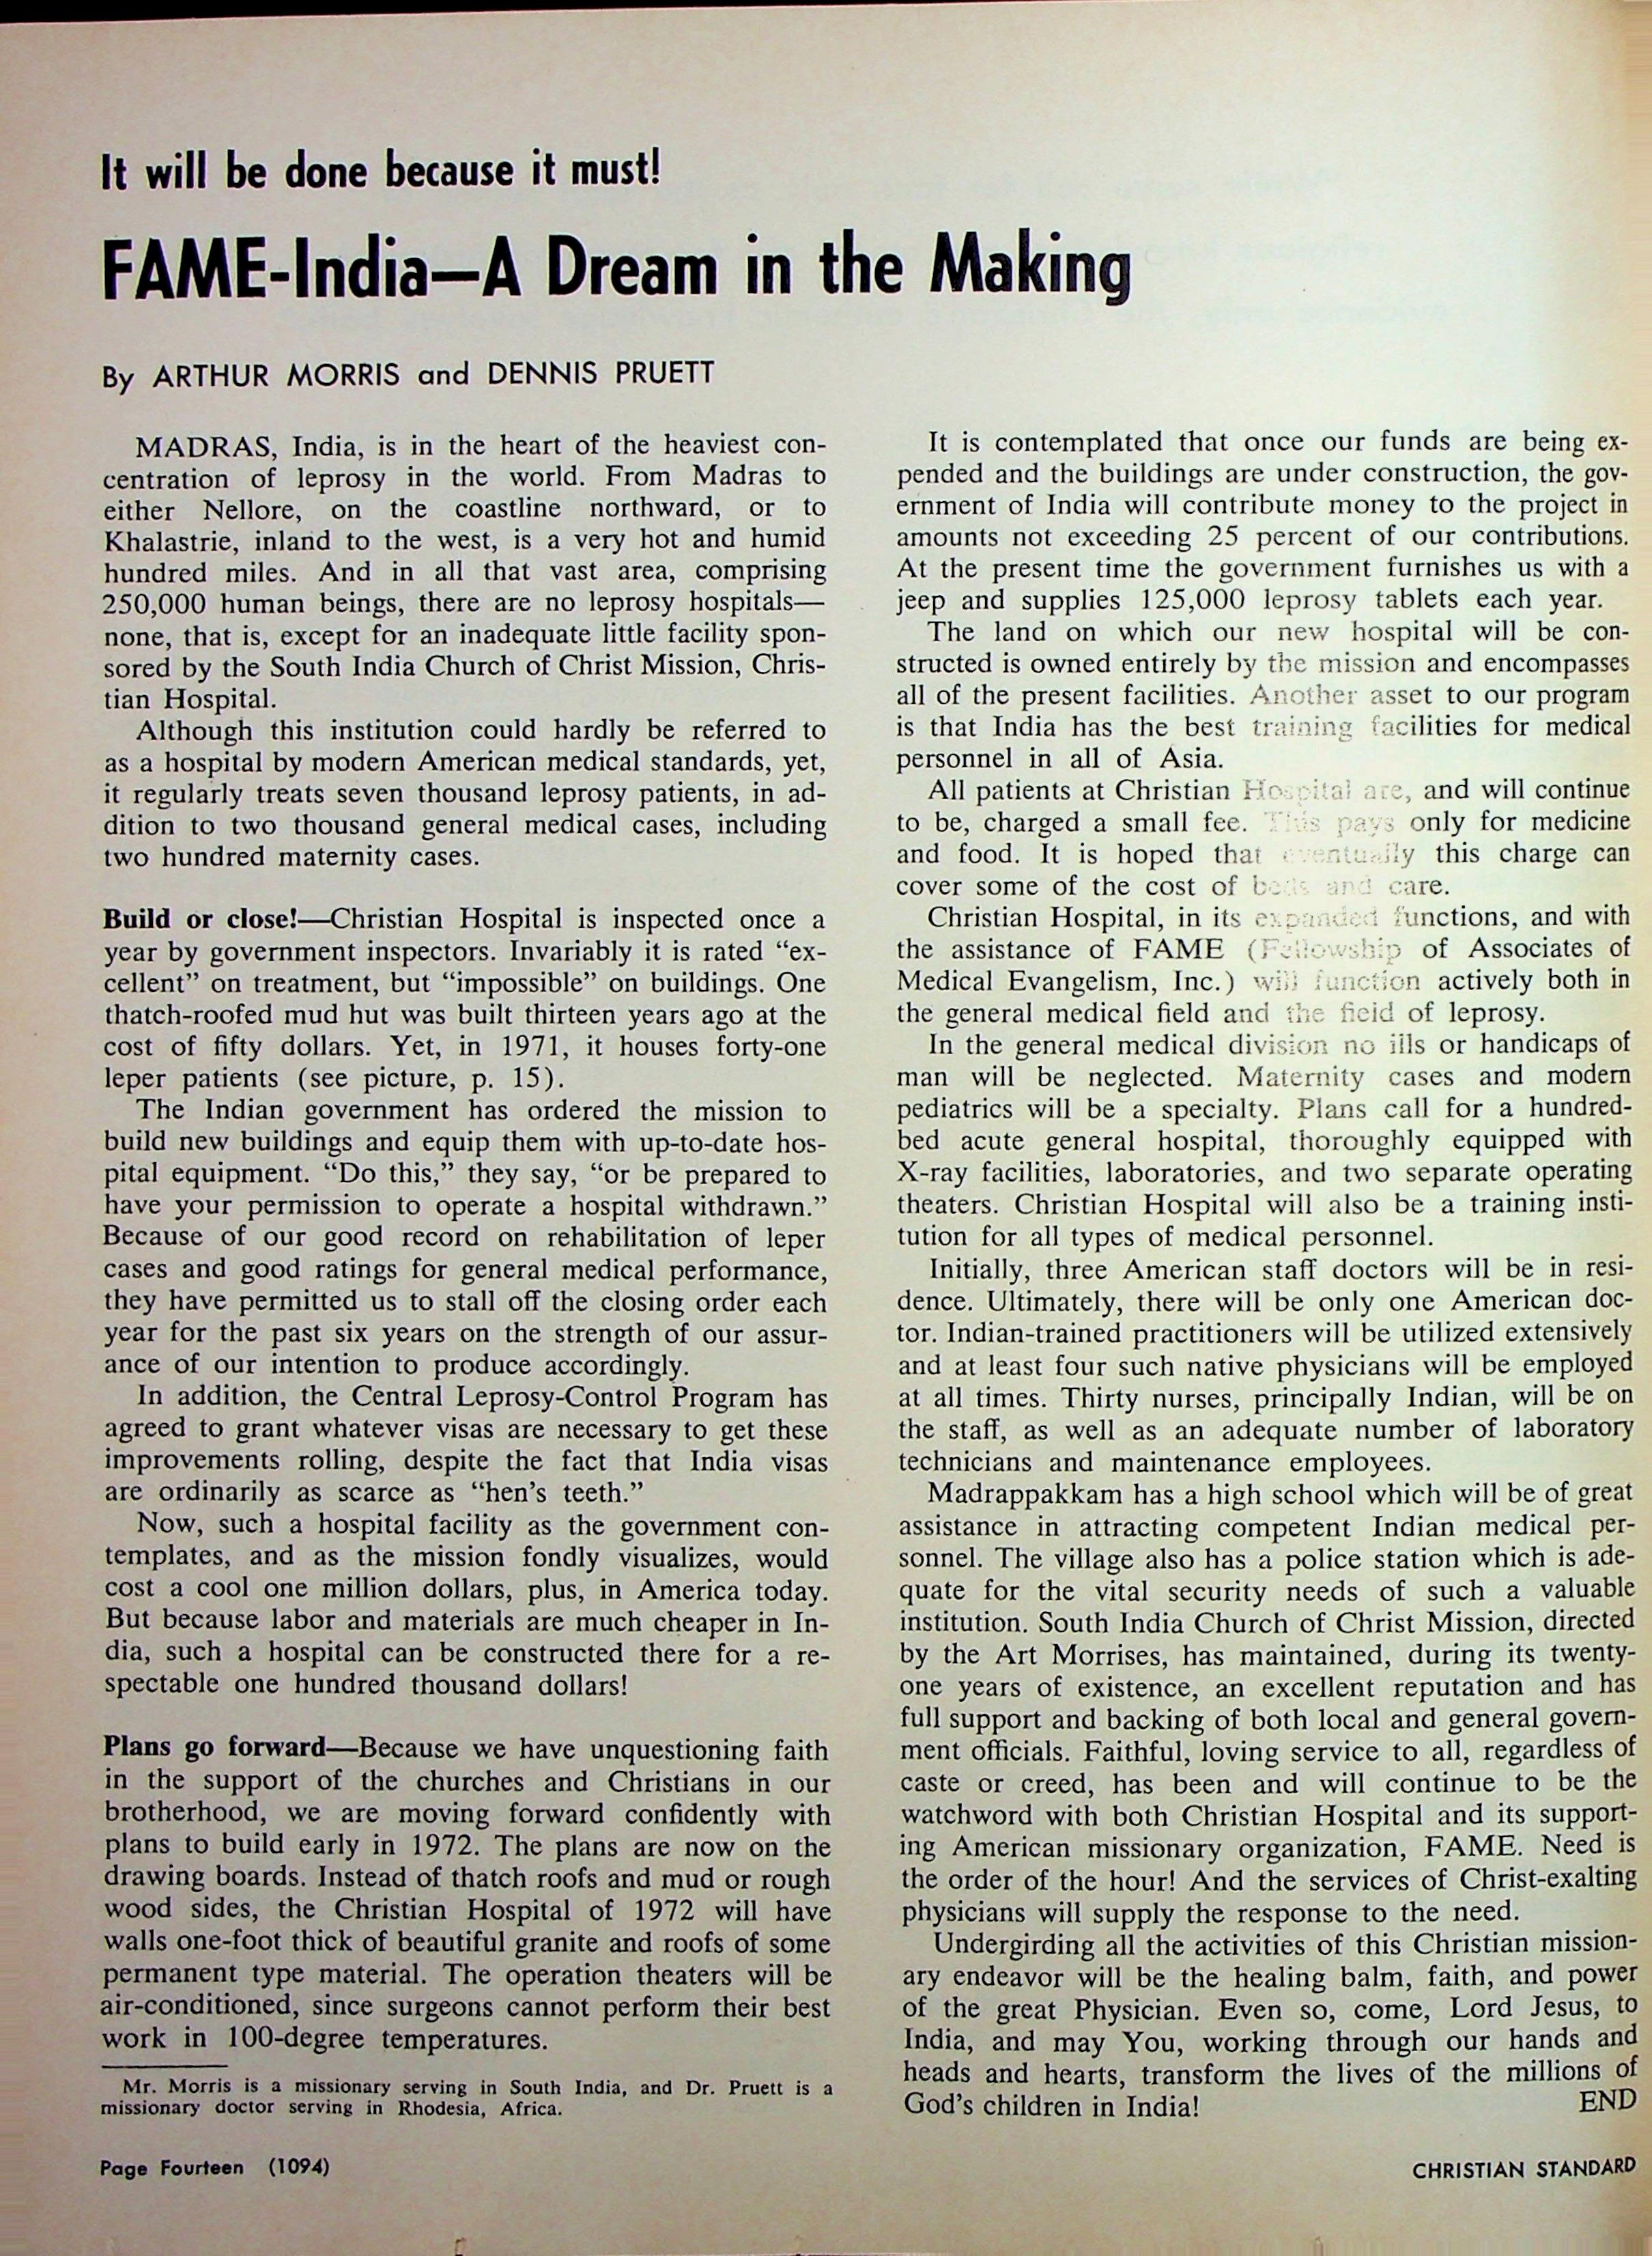 It will be done because it must!
FAME-India—A Dream in the Making
By ARTHUR MORRIS and DENNIS PRUETT
MADRAS, India, is in the heart of the heaviest con-
centration of leprosy in the world. From Madras to
either Nellore, on the coastline northward, or to
Khalastrie, inland to the west, is a very hot and humid
hundred miles. And in all that vast area, comprising
250,000 human beings, there are no leprosy hospitals—
none, that is, except for an inadequate little facility spon-
sored by the South India Church of Christ Mission, Chris-
tian Hospital.
Although this institution could hardly be referred to
as a hospital by modern American medical standards, yet,
it regularly treats seven thousand leprosy patients, in ad-
dition to two thousand general medical cases, including
two hundred maternity cases.
Build or close!—Christian Hospital is inspected once a
year by government inspectors. Invariably it is rated “ex-
cellent” on treatment, but “impossible” on buildings. One
thatch-roofed mud hut was built thirteen years ago at the
cost of fifty dollars. Yet, in 1971, it houses forty-one
leper patients (see picture, p. 15).
The Indian government has ordered the mission to
build new buildings and equip them with up-to-date hos-
pital equipment. “Do this,” they say, “or be prepared to
have your permission to operate a hospital withdrawn.”
Because of our good record on rehabilitation of leper
cases and good ratings for general medical performance,
they have permitted us to stall off the closing order each
year for the past six years on the strength of our assur-
ance of our intention to produce accordingly.
In addition, the Central Leprosy-Control Program has
agreed to grant whatever visas are necessary to get these
improvements rolling, despite the fact that India visas
are ordinarily as scarce as “hen’s teeth.”
Now, such a hospital facility as the government con-
templates, and as the mission fondly visualizes, would
cost a cool one million dollars, plus, in America today.
But because labor and materials are much cheaper in In-
dia, such a hospital can be constructed there for a re-
spectable one hundred thousand dollars!
Plans go forward—Because we have unquestioning faith
in the support of the churches and Christians in our
brotherhood, we are moving forward confidently with
plans to build early in 1972. The plans are now on the
drawing boards. Instead of thatch roofs and mud or rough
wood sides, the Christian Hospital of 1972 will have
walls one-foot thick of beautiful granite and roofs of some
permanent type material. The operation theaters will be
air-conditioned, since surgeons cannot perform their best
work in 100-degree temperatures.
Mr. Morris is a missionary serving in South India, and Dr. Pruett is a
missionary doctor serving in Rhodesia, Africa.
It is contemplated that once our funds are being ex-
pended and the buildings are under construction, the gov-
ernment of India will contribute money to the project in
amounts not exceeding 25 percent of our contributions.
At the present time the government furnishes us with a
jeep and supplies 125,000 leprosy tablets each year.
The land on which our new hospital will be con-
structed is owned entirely by the mission and encompasses
all of the present facilities. Another asset to our program
is that India has the best training facilities for medical
personnel in all of Asia.
All patients at Christian Hospital are, and will continue
to be, charged a small fee. This pays only for medicine
and food. It is hoped that eventually this charge can
cover some of the cost of beds and care.
Christian Hospital, in its expanded functions, and with
the assistance of FAME (Fellowship of Associates of
Medical Evangelism, Inc.) will function actively both in
the general medical field and the field of leprosy.
In the general medical division no ills or handicaps of
man will be neglected. Maternity cases and modern
pediatrics will be a specialty. Plans call for a hundred-
bed acute general hospital, thoroughly equipped with
X-ray facilities, laboratories, and two separate operating
theaters. Christian Hospital will also be a training insti-
tution for all types of medical personnel.
Initially, three American staff doctors will be in resi-
dence. Ultimately, there will be only one American doc-
tor. Indian-trained practitioners will be utilized extensively
and at least four such native physicians will be employed
at all times. Thirty nurses, principally Indian, will be on
the staff, as well as an adequate number of laboratory
technicians and maintenance employees.
Madrappakkam has a high school which will be of great
assistance in attracting competent Indian medical per-
sonnel. The village also has a police station which is ade-
quate for the vital security needs of such a valuable
institution. South India Church of Christ Mission, directed
by the Art Morrises, has maintained, during its twenty-
one years of existence, an excellent reputation and has
full support and backing of both local and general govern-
ment officials. Faithful, loving service to all, regardless of
caste or creed, has been and will continue to be the
watchword with both Christian Hospital and its support-
ing American missionary organization, FAME. Need is
the order of the hour! And the services of Christ-exalting
physicians will supply the response to the need.
Undergirding all the activities of this Christian mission-
ary endeavor will be the healing balm, faith, and power
of the great Physician. Even so, come, Lord Jesus, to
India, and may You, working through our hands and
heads and hearts, transform the lives of the millions of
God’s children in India! END
Page Fourteen (1094)
CHRISTIAN STANDARD